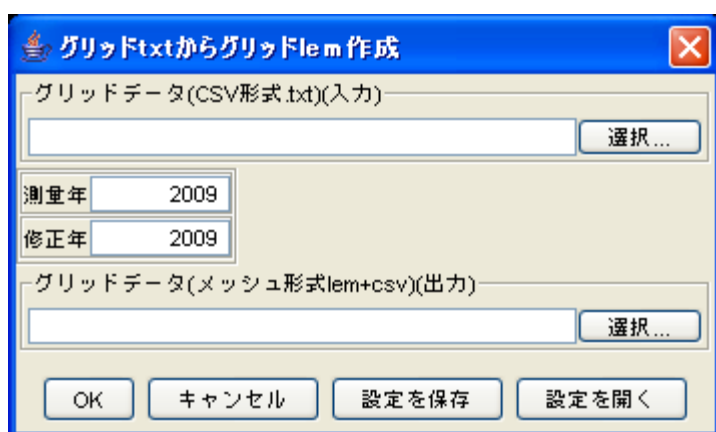 グリッドtxtからグリッドlem作成
グリッドデータ(CSV形式.txt)(入力)
選択...
測量年 2009
修正年 2009
グリッドデータ(メッシュ形式lem+csv)(出力)
選択...
OK キャンセル 設定を保存 設定を開く